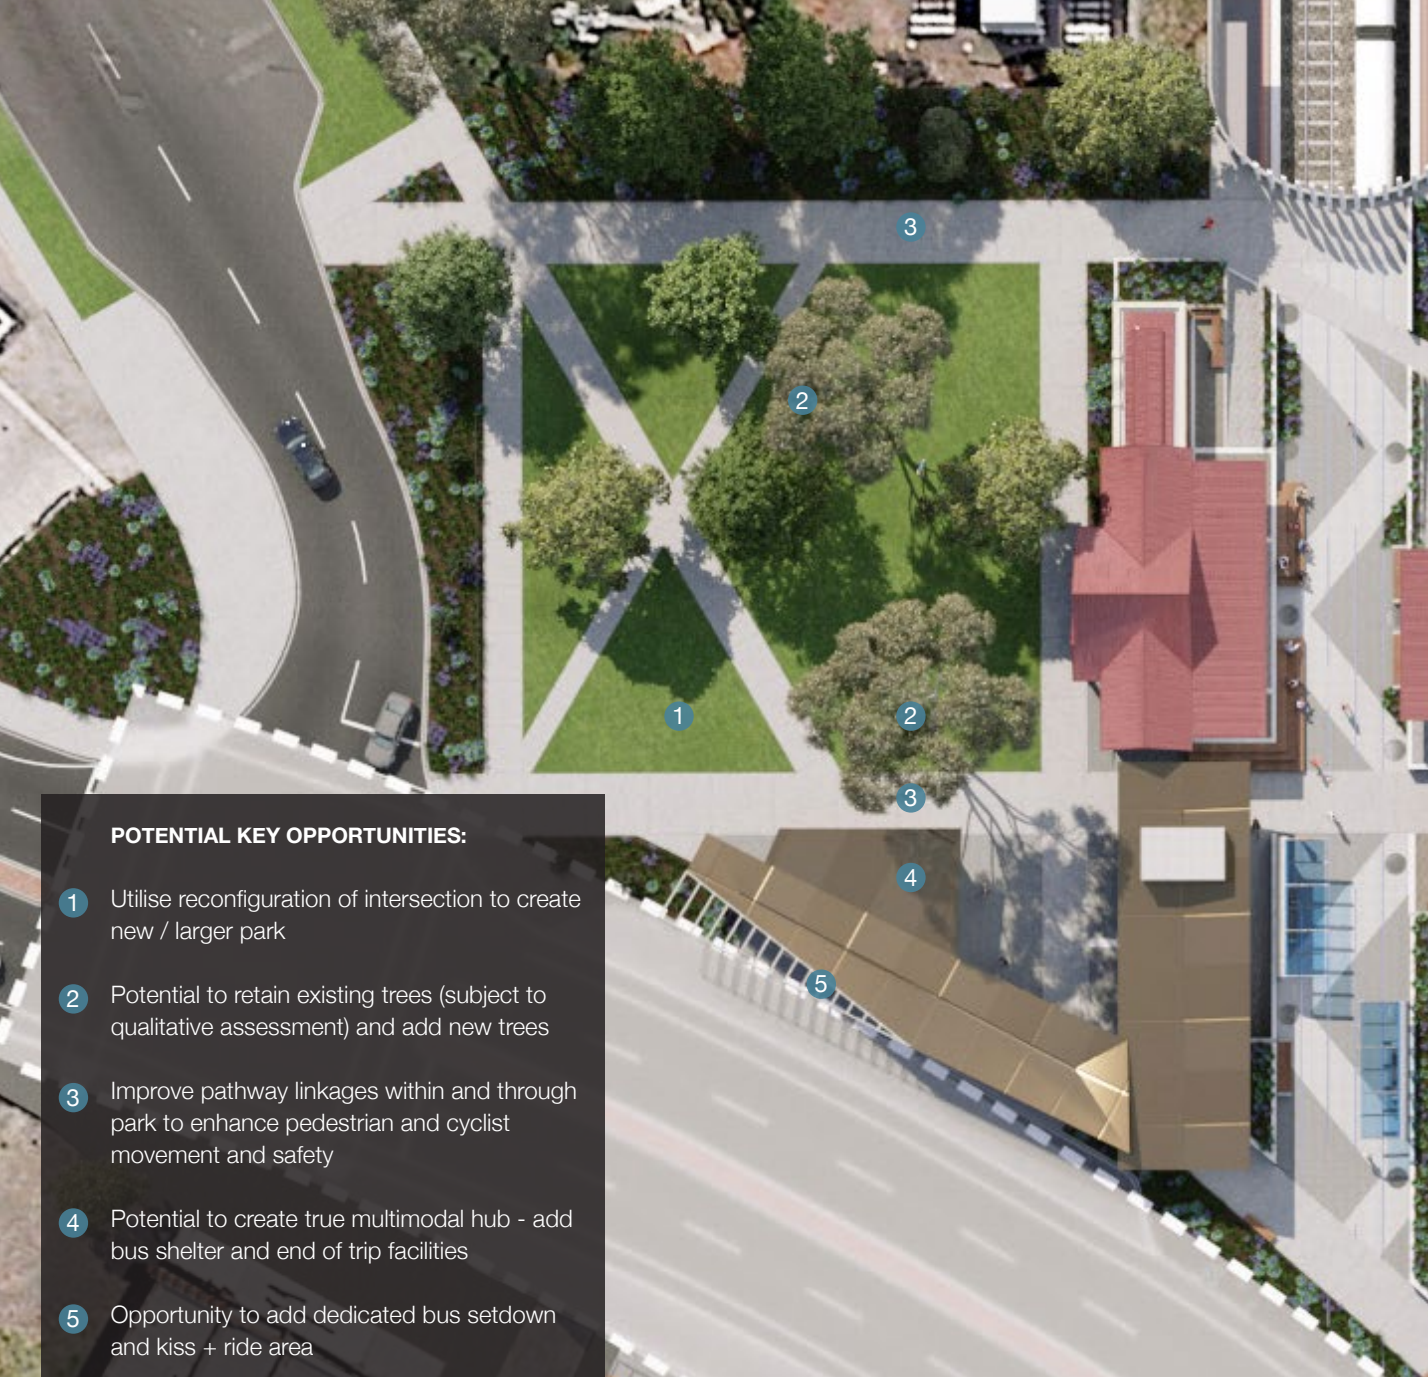 3
2
1
2
3
4
5
POTENTIAL KEY OPPORTUNITIES:
1 Utilise reconfiguration of intersection to create
new / larger park
2 Potential to retain existing trees (subject to
qualitative assessment) and add new trees
3 Improve pathway linkages within and through
park to enhance pedestrian and cyclist
movement and safety
4 Potential to create true multimodal hub - add
bus shelter and end of trip facilities
5 Opportunity to add dedicated bus setdown
and kiss + ride area